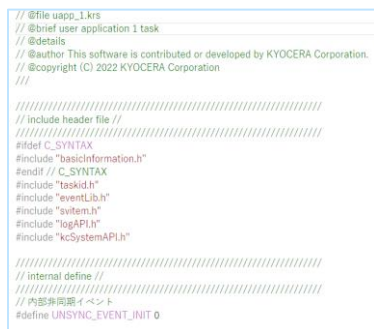 // @file uapp_1.krs
// @brief user application 1 task
// @details
// @author This software is contributed or developed by KYOCERA Corporation.
// @copyright (C) 2022 KYOCERA Corporation
///
////////////////////////////////////////////////////////////////////
// include header file //
////////////////////////////////////////////////////////////////////
#ifdef C_SYNTAX
#include "basicInformation.h"
#endif // C_SYNTAX
#include "taskid.h"
#include "eventLib.h"
#include "svitem.h"
#include "logAPI.h"
#include "kcSystemAPI.h"
////////////////////////////////////////////////////////////////////
// internal define //
////////////////////////////////////////////////////////////////////
// 内部非同期イベント
#define UNSYNC_EVENT_INIT 0